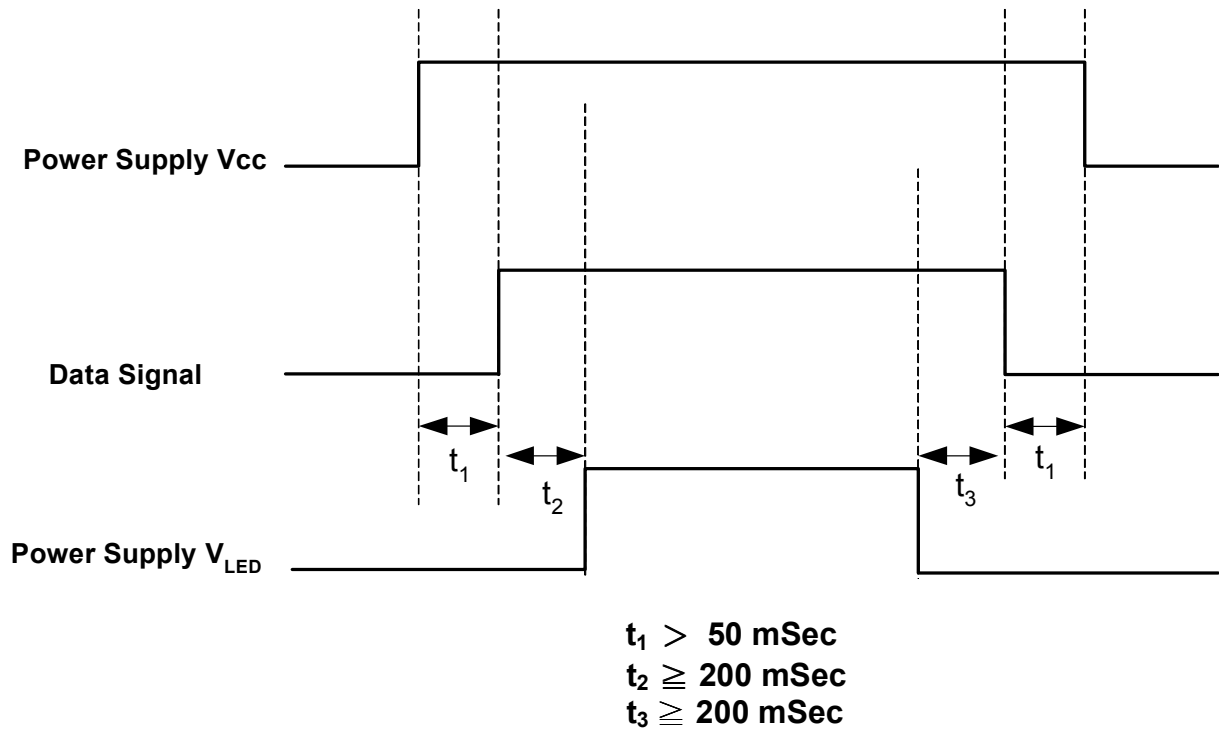 Power Supply Vcc
Data Signal
t₁
t₂
t₃
t₁
Power Supply V_LED
t₁ > 50 mSec
t₂ ≧ 200 mSec
t₃ ≧ 200 mSec